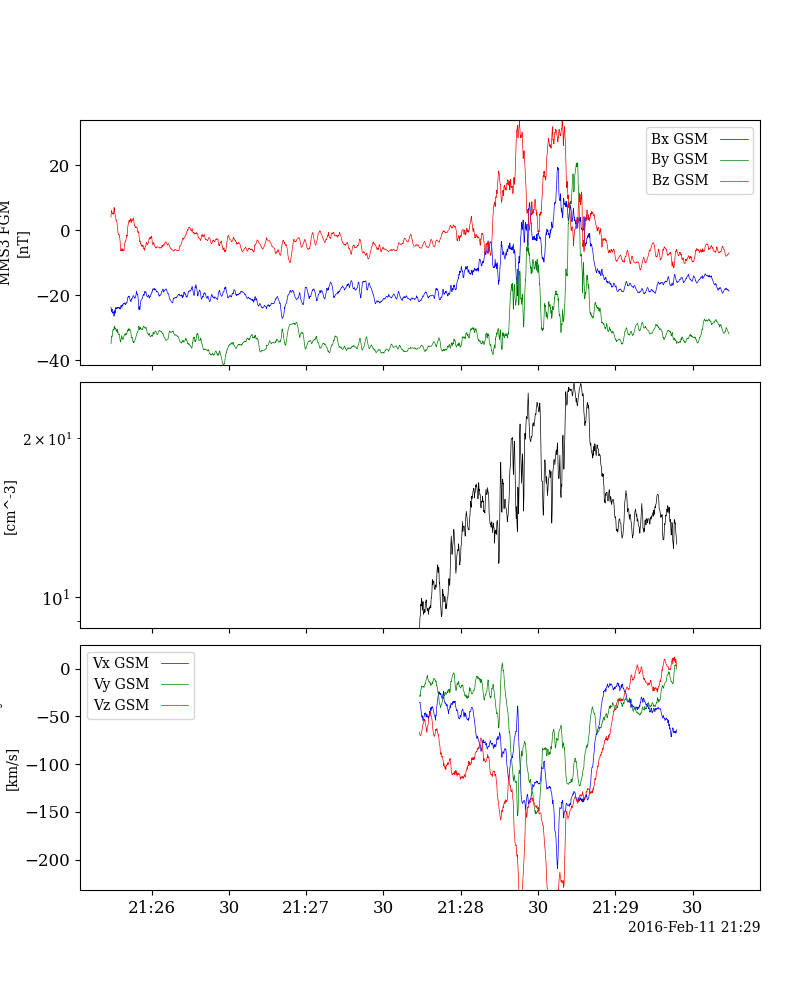 MMS3 FGM
[nT]
20
0
−20
−40
Bx GSM
By GSM
Bz GSM
[cm^-3]
2 × 10¹
10¹
[km/s]
0
−50
−100
−150
−200
Vx GSM
Vy GSM
Vz GSM
21:26 30 21:27 30 21:28 30 21:29 30
2016-Feb-11 21:29